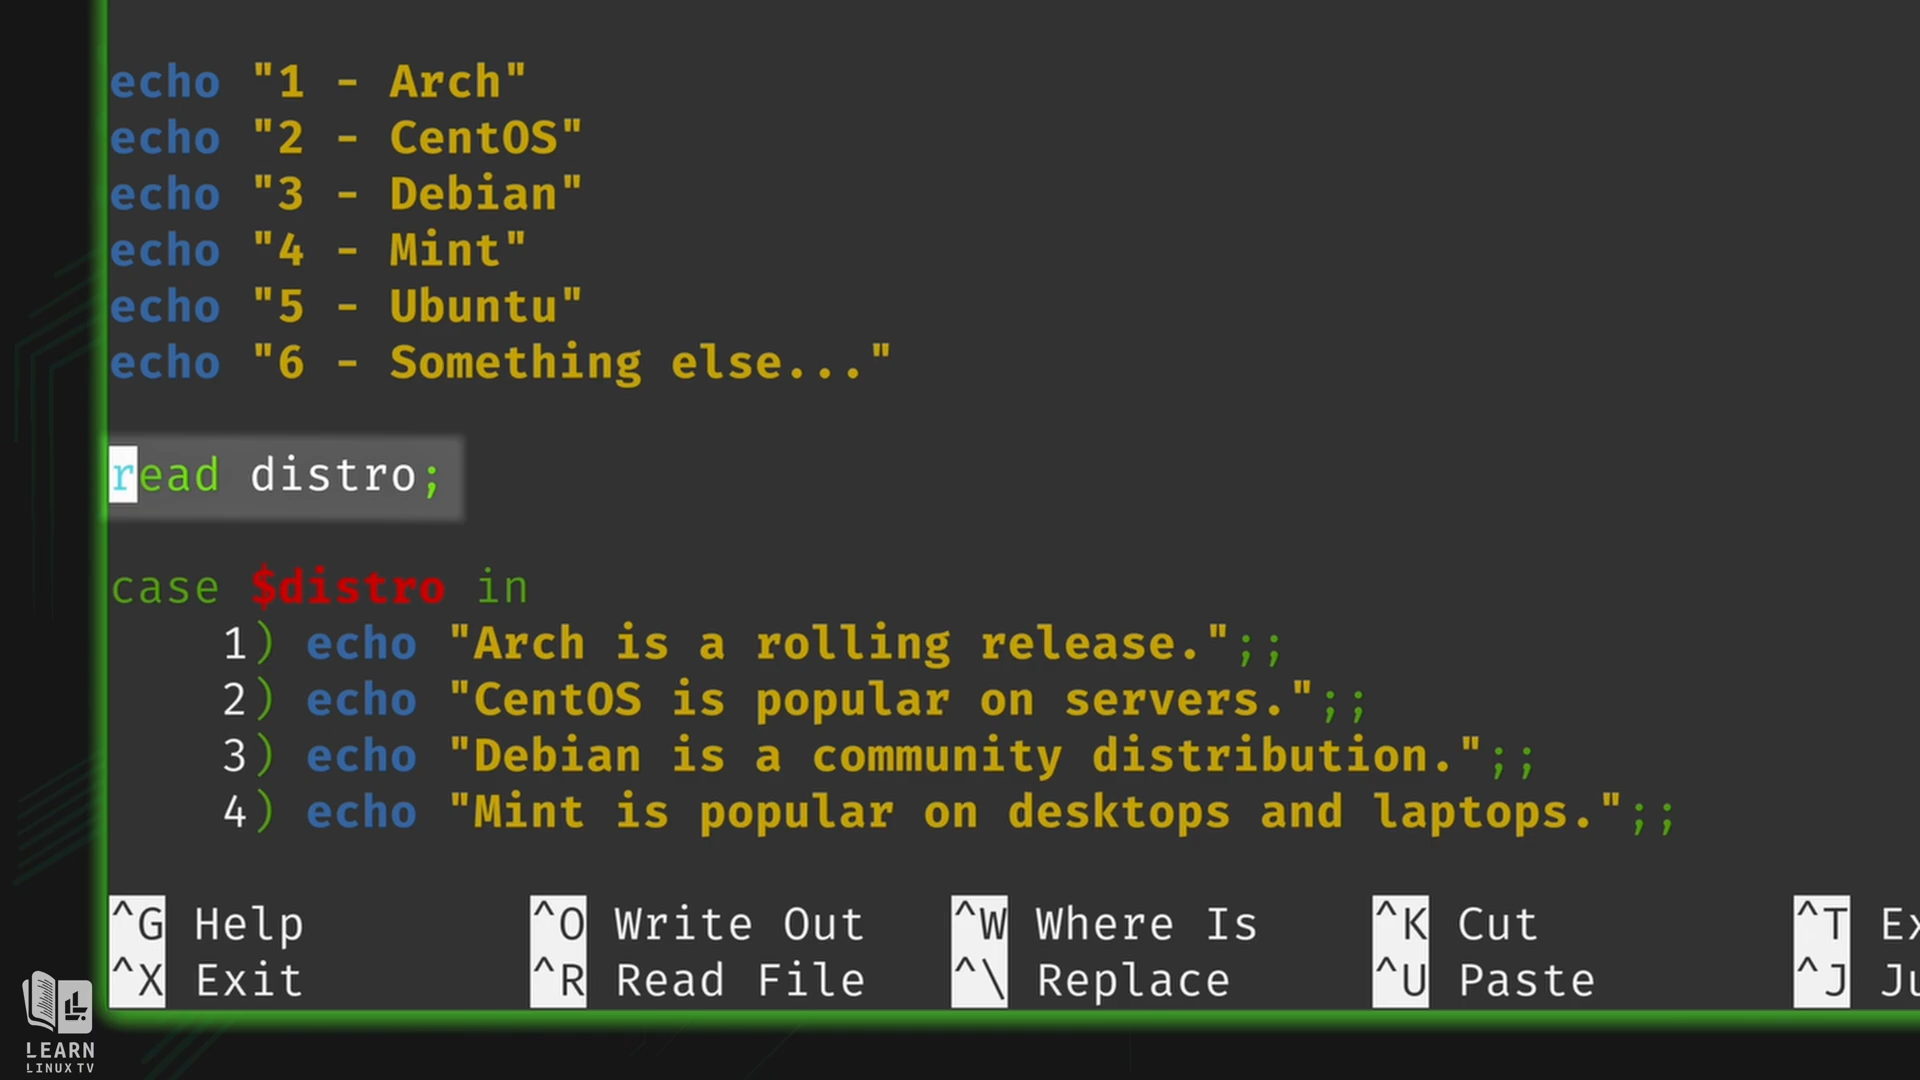 echo "1 - Arch"
echo "2 - CentOS"
echo "3 - Debian"
echo "4 - Mint"
echo "5 - Ubuntu"
echo "6 - Something else..."
read distro;
case $distro in
    1) echo "Arch is a rolling release.";;
    2) echo "CentOS is popular on servers.";;
    3) echo "Debian is a community distribution.";;
    4) echo "Mint is popular on desktops and laptops.";;
^G Help ^O Write Out ^W Where Is ^K Cut ^T Ex
^X Exit ^R Read File ^\ Replace ^U Paste ^J Ju
LEARN
LINUX TV